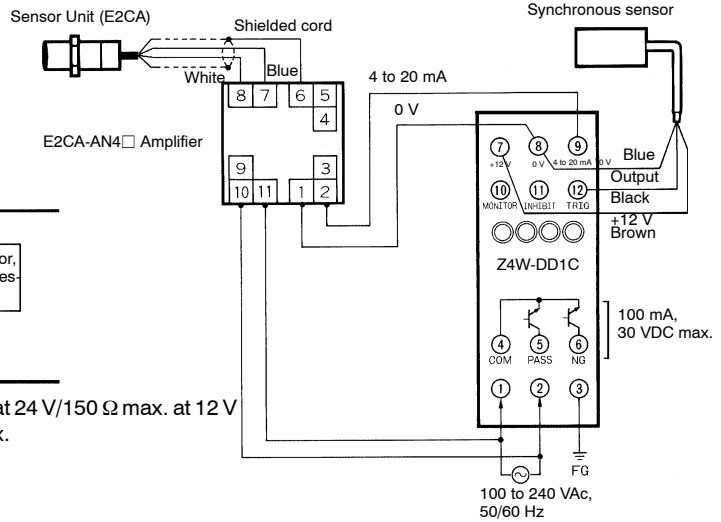 Synchronous sensor
Sensor Unit (E2CA)
Shielded cord
White
Blue
4 to 20 mA
0 V
8 7 6 5
4
E2CA-AN4□ Amplifier
9 3
10 11 1 2
7 8 9
+12 V 0 V 4 to 20 mA 0 V
Blue
Output
10 11 12
MONITOR INHIBIT TRIG
Black
+12 V
Brown
Z4W-DD1C
or,
es-
100 mA,
30 VDC max.
4 5 6
COM PASS NG
1 2 3
at 24 V/150 Ω max. at 12 V
x.
FG
100 to 240 VAc,
50/60 Hz